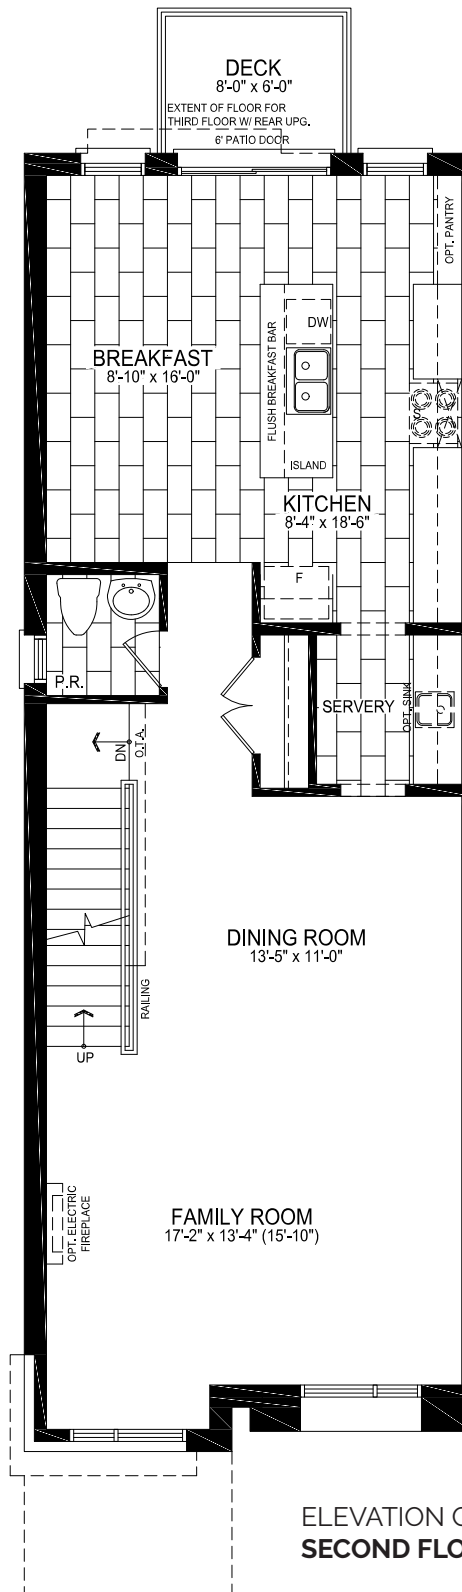 DECK
8'-0" x 6'-0"
EXTENT OF FLOOR FOR
THIRD FLOOR W/ REAR UPG.
6' PATIO DOOR
OPT. PANTRY
DW
FLUSH BREAKFAST BAR
BREAKFAST
8'-10" x 16'-0"
ISLAND
KITCHEN
8'-4" x 18'-6"
F
P.R.
SERVERY
OPT. SINK
DN
O.T.A.
DINING ROOM
13'-5" x 11'-0"
RAILING
UP
OPT. ELECTRIC
FIREPLACE
FAMILY ROOM
17'-2" x 13'-4" (15'-10")
ELEVATION
SECOND FLO